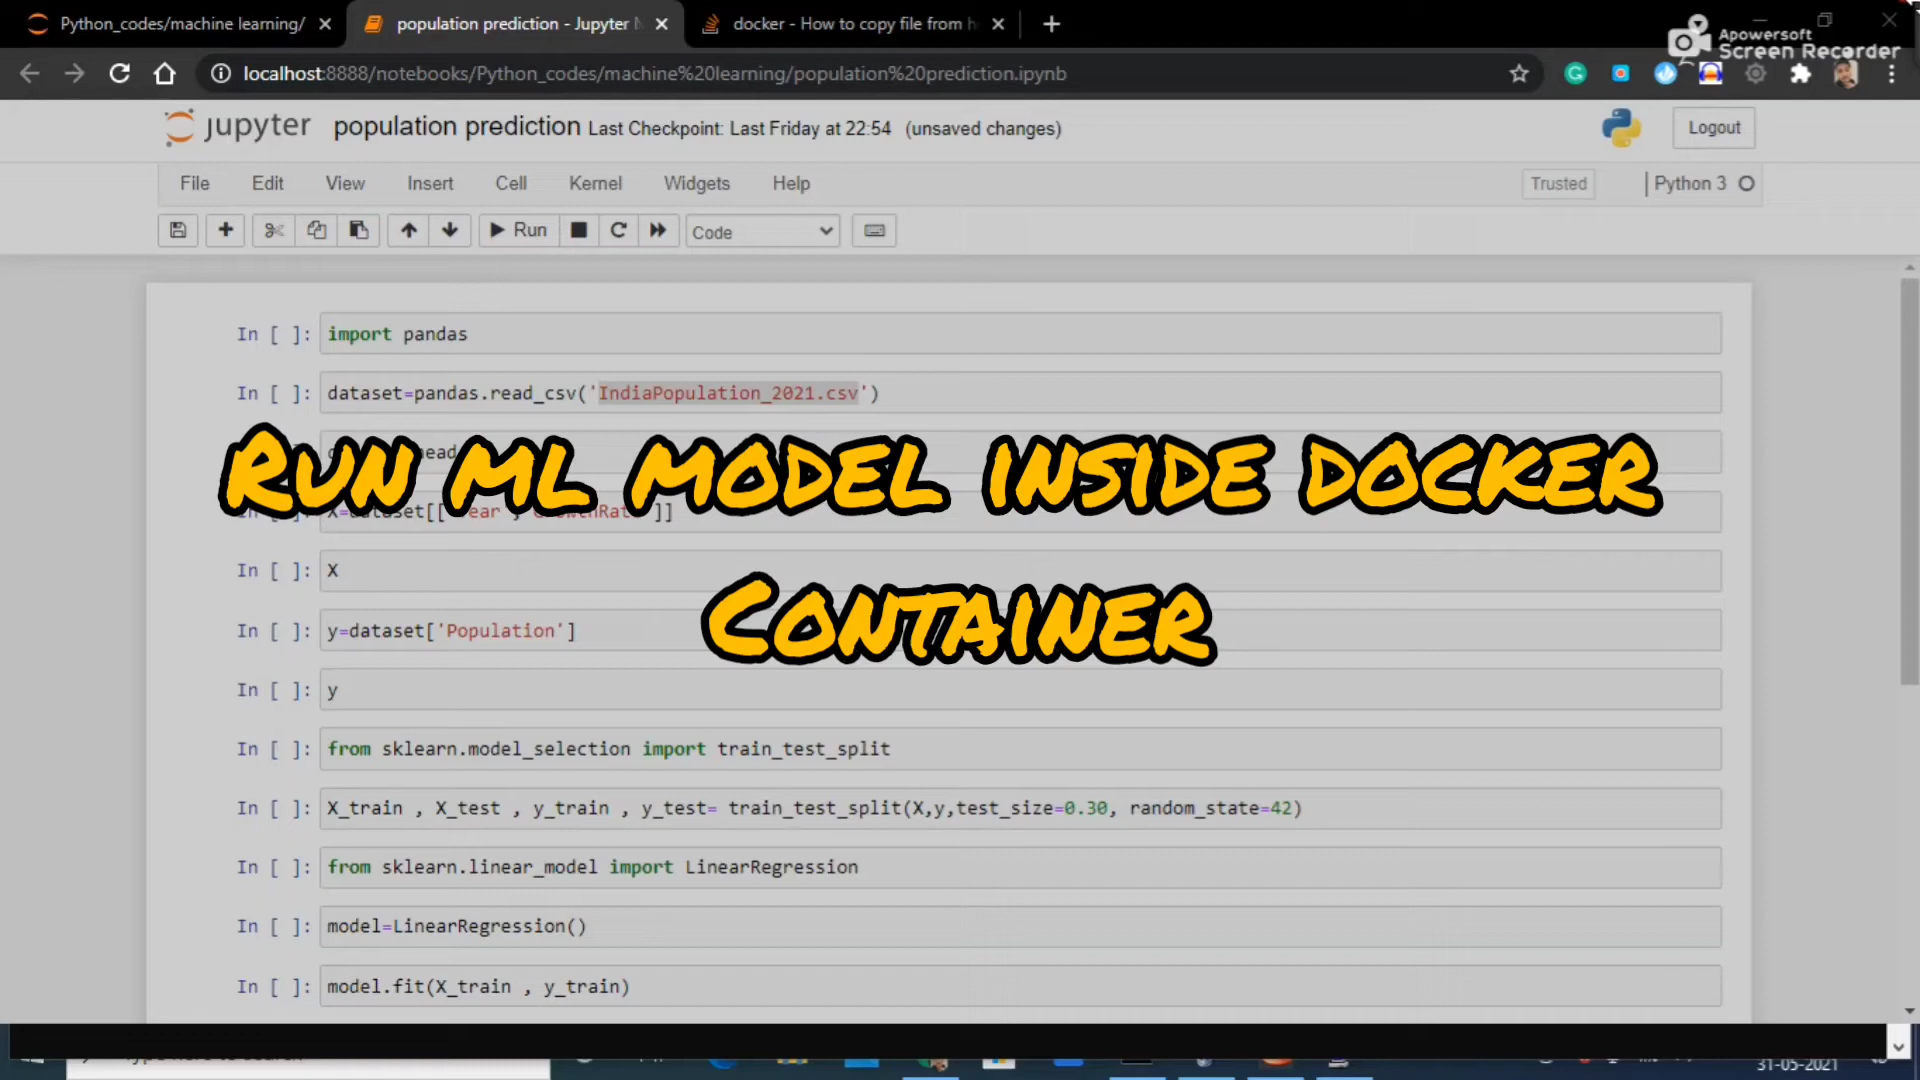 Python_codes/machine learning/
population prediction - Jupyter
docker - How to copy file from h
Apowersoft
Screen Recorder
localhost:8888/notebooks/Python_codes/machine%20learning/population%20prediction.ipynb
jupyter population prediction Last Checkpoint: Last Friday at 22:54 (unsaved changes)
Logout
File Edit View Insert Cell Kernel Widgets Help
Trusted
Python 3
Run
Code
In [ ]: import pandas
In [ ]: dataset=pandas.read_csv('IndiaPopulation_2021.csv')
RUN ML MODEL INSIDE DOCKER
CONTAINER
In [ ]: X
In [ ]: y=dataset['Population']
In [ ]: y
In [ ]: from sklearn.model_selection import train_test_split
In [ ]: X_train , X_test , y_train , y_test= train_test_split(X,y,test_size=0.30, random_state=42)
In [ ]: from sklearn.linear_model import LinearRegression
In [ ]: model=LinearRegression()
In [ ]: model.fit(X_train , y_train)
31-05-2021